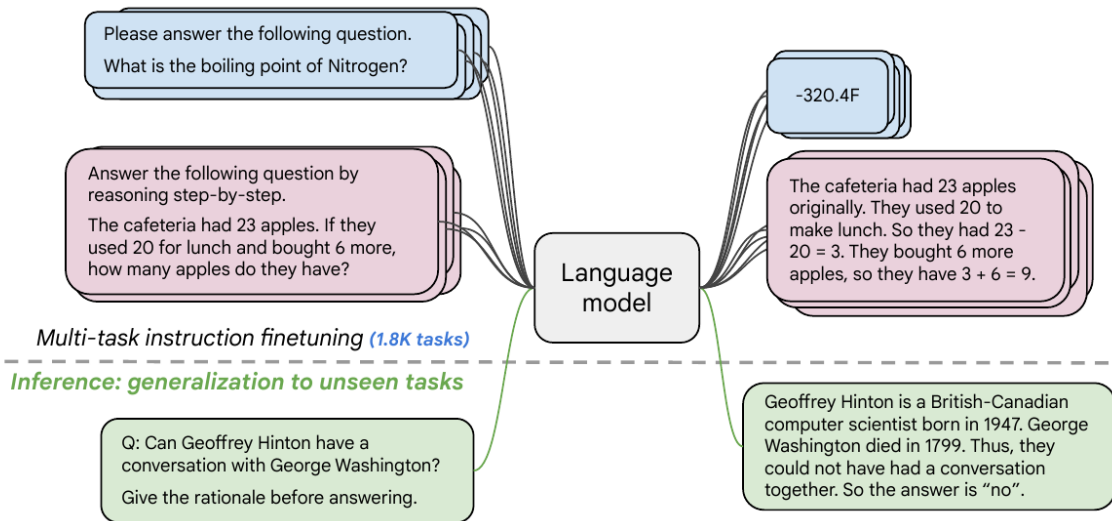 Please answer the following question.
What is the boiling point of Nitrogen?
-320.4F
Answer the following question by
reasoning step-by-step.
The cafeteria had 23 apples. If they
used 20 for lunch and bought 6 more,
how many apples do they have?
Language
model
The cafeteria had 23 apples
originally. They used 20 to
make lunch. So they had 23 -
20 = 3. They bought 6 more
apples, so they have 3 + 6 = 9.
Multi-task instruction finetuning (1.8K tasks)
Inference: generalization to unseen tasks
Q: Can Geoffrey Hinton have a
conversation with George Washington?
Give the rationale before answering.
Geoffrey Hinton is a British-Canadian
computer scientist born in 1947. George
Washington died in 1799. Thus, they
could not have had a conversation
together. So the answer is “no”.